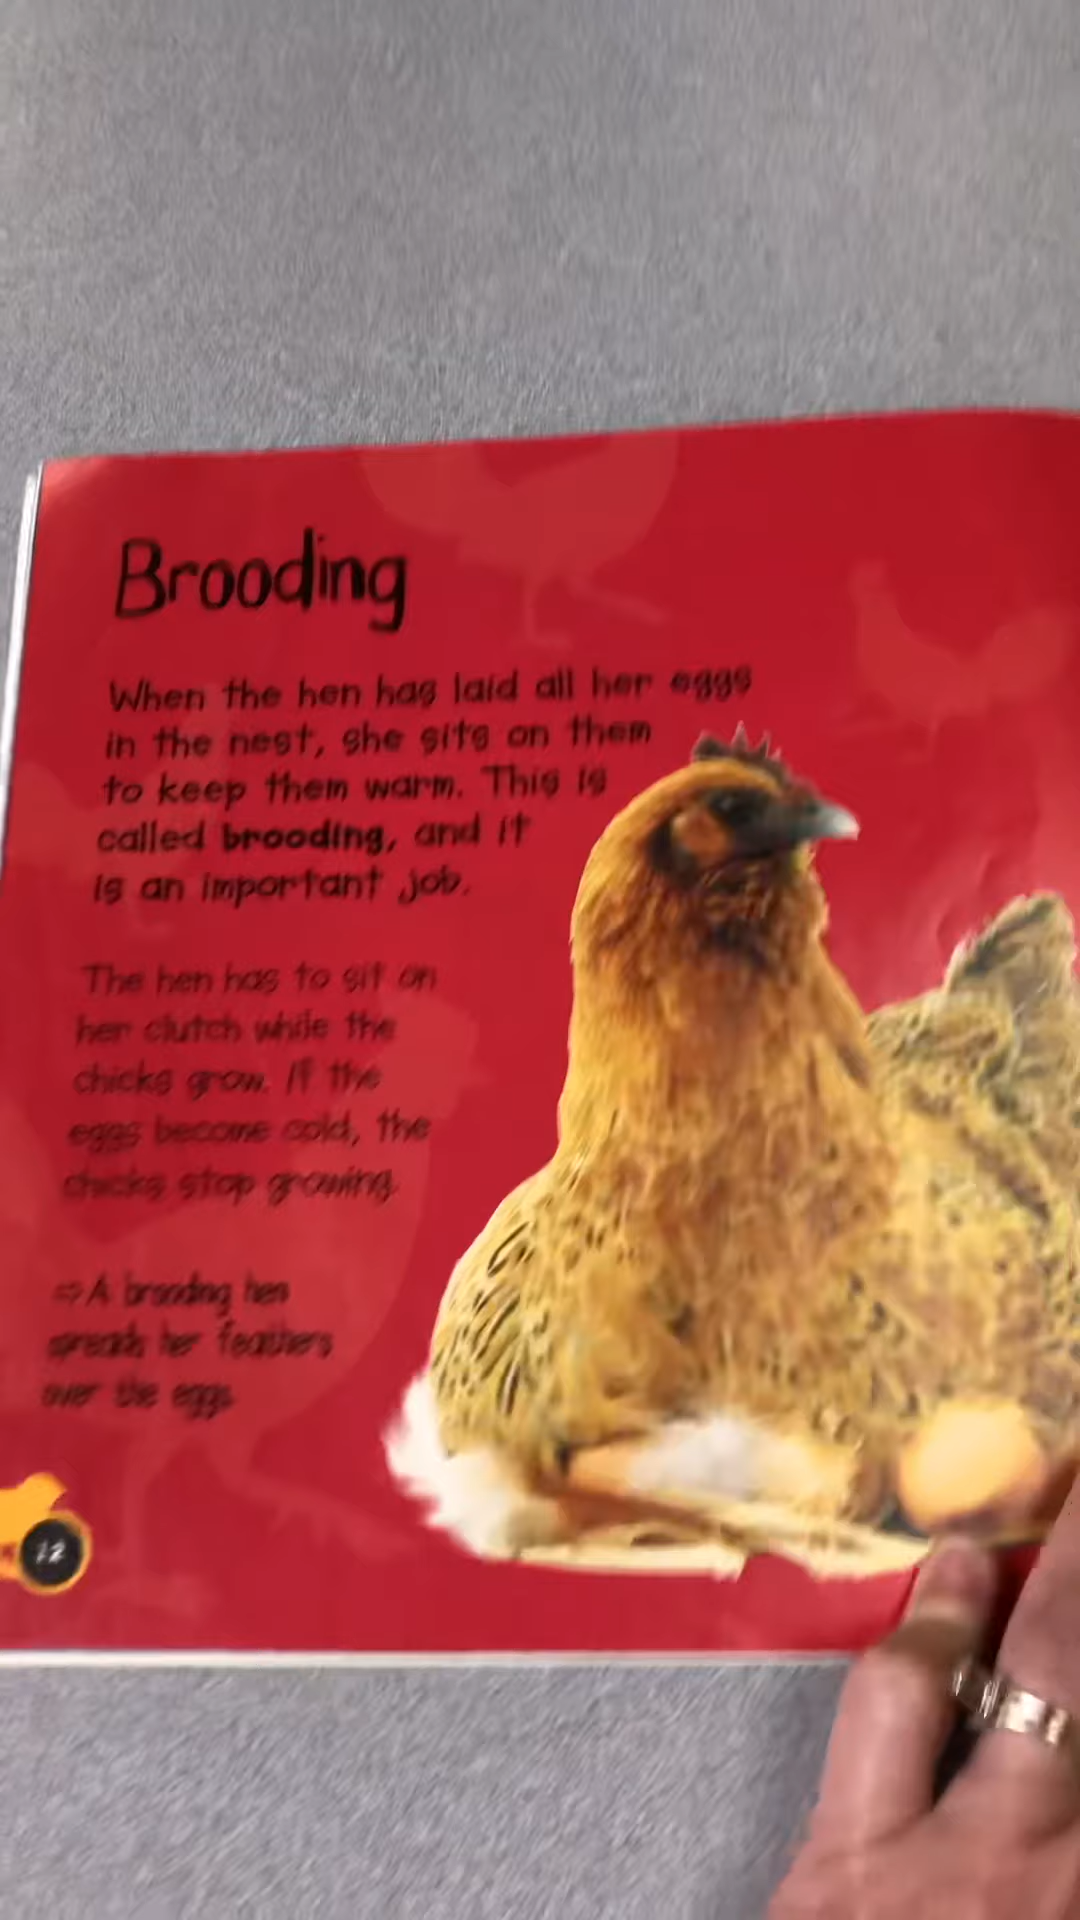 Brooding
When the hen has laid all her eggs
in the nest, she sits on them
to keep them warm. This is
called brooding, and it
is an important job.
The hen has to sit on
her clutch while the
chicks grow. If the
eggs become cold, the
chicks stop growing.
⇨A brooding hen
spreads her feathers
over the eggs.
12